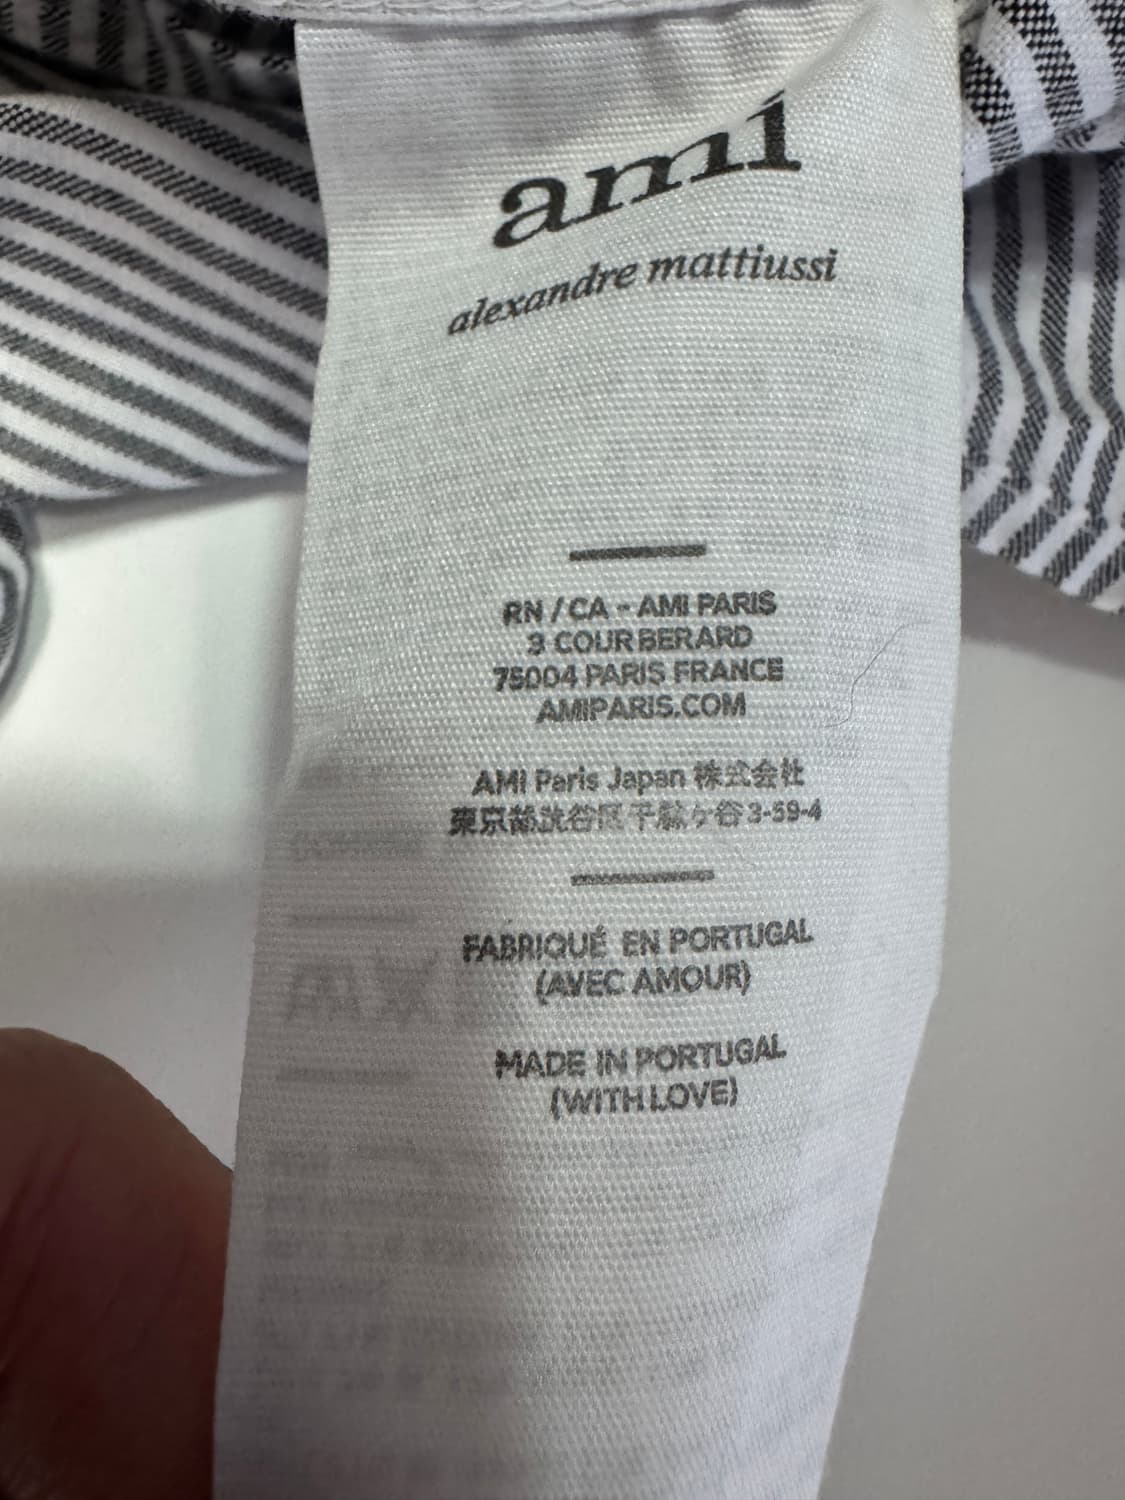 ami
alexandre mattiussi
RN / CA - AMI PARIS
3 COUR BERARD
75004 PARIS FRANCE
AMIPARIS.COM
AMI Paris Japan 株式会社
東京都渋谷区千駄ヶ谷3-59-4
FABRIQUÉ EN PORTUGAL
(AVEC AMOUR)
MADE IN PORTUGAL
(WITH LOVE)